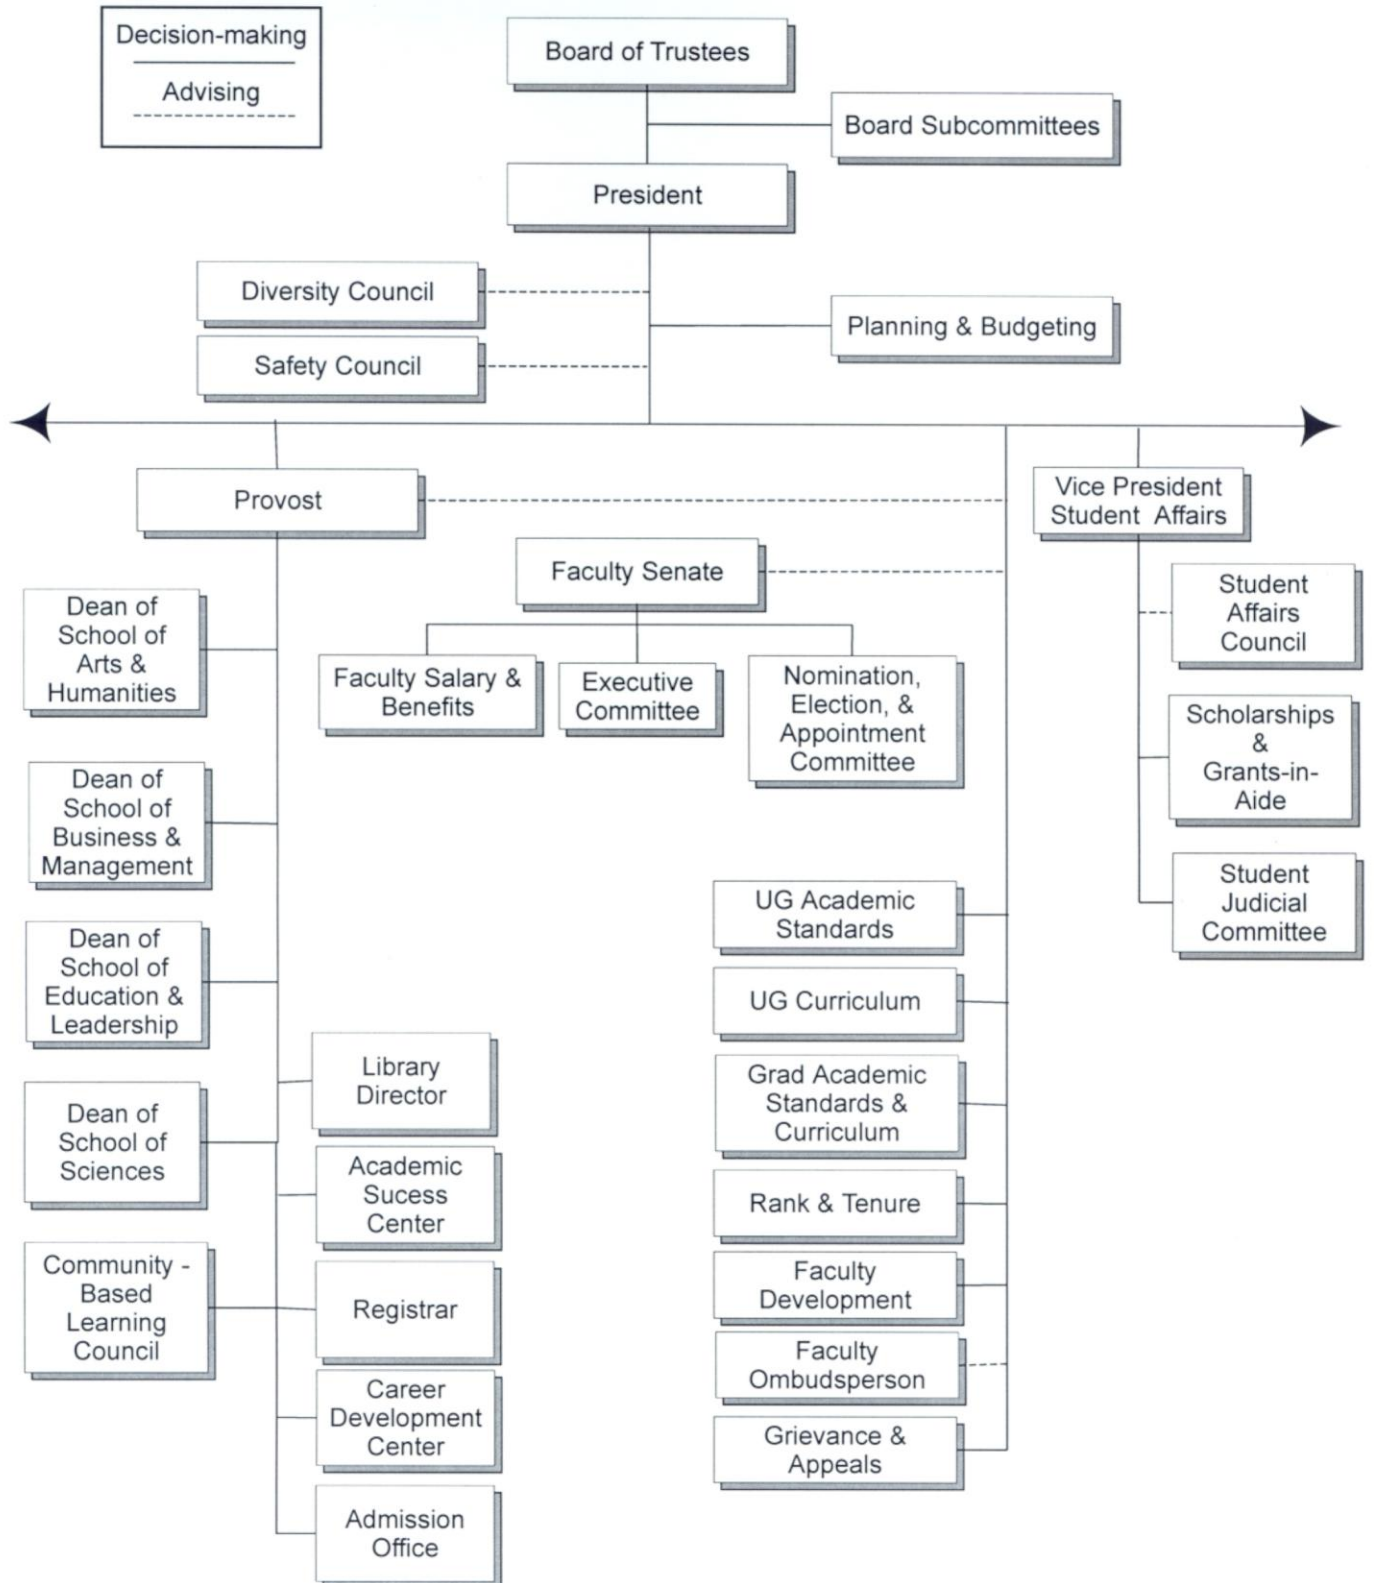 Decision-making
Advising
Board of Trustees
Board Subcommittees
President
Diversity Council
Planning & Budgeting
Safety Council
Provost
Vice President
Student Affairs
Faculty Senate
Student
Affairs
Council
Dean of
School of
Arts &
Humanities
Faculty Salary &
Benefits
Executive
Committee
Nomination,
Election, &
Appointment
Committee
Scholarships
&
Grants-in-
Aide
Dean of
School of
Business &
Management
Student
Judicial
Committee
UG Academic
Standards
Dean of
School of
Education &
Leadership
UG Curriculum
Library
Director
Grad Academic
Standards &
Curriculum
Dean of
School of
Sciences
Academic
Sucess
Center
Rank & Tenure
Community -
Based
Learning
Council
Registrar
Faculty
Development
Faculty
Ombudsperson
Career
Development
Center
Grievance &
Appeals
Admission
Office